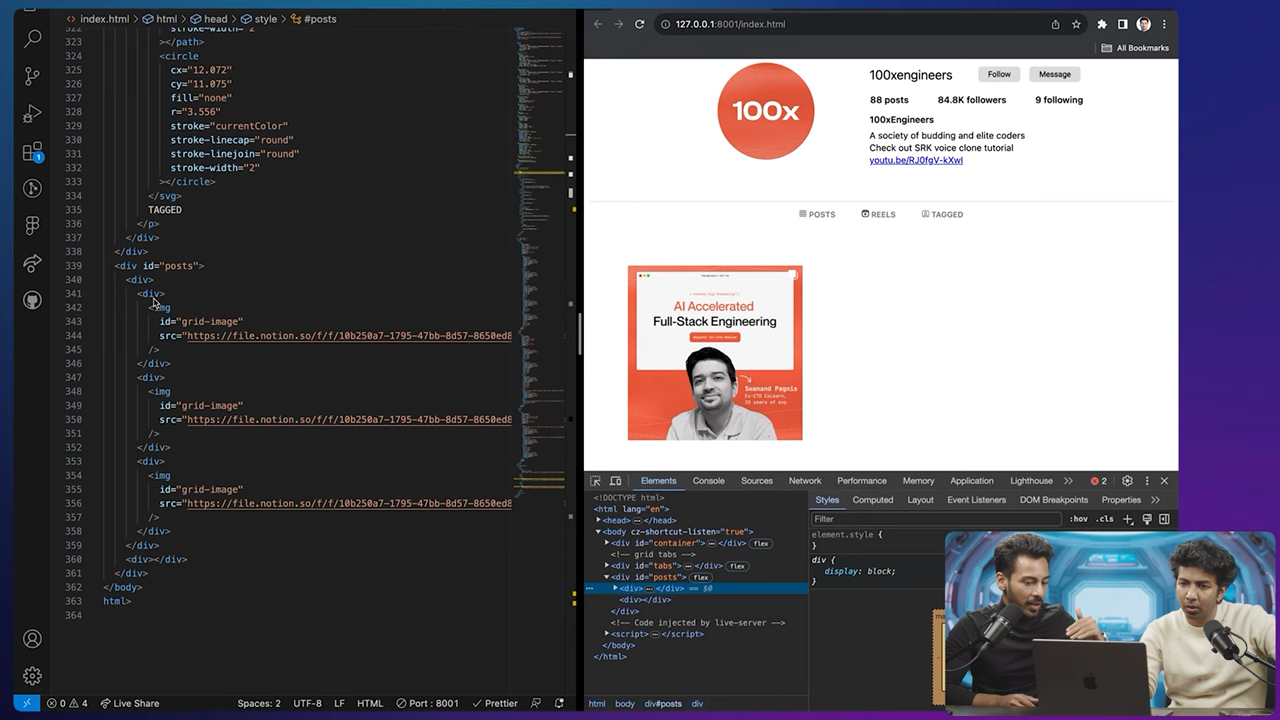 index.html > html > head > style > #posts
322 stroke-width="2"
323 ></path>
324 <circle
325 cx="12.072"
326 cy="11.075"
327 fill="none"
328 r="3.556"
329 stroke="currentColor"
330 stroke-linecap="round"
331 stroke-linejoin="round"
332 stroke-width="2"
333 ></circle>
334 </svg>
335 TAGGED
336 </p>
337 </div>
338 </div>
339 <div id="posts">
340 <div>
341 <div>
342 <img
343 id="grid-image"
344 src="https://file.notion.so/f/f/10b250a7-1795-47bb-8d57-8650ed8
345 />
346 </div>
347 <div>
348 <img
349 id="grid-image"
350 src="https://file.notion.so/f/f/10b250a7-1795-47bb-8d57-8650ed8
351 />
352 </div>
353 <div>
354 <img
355 id="grid-image"
356 src="https://file.notion.so/f/f/10b250a7-1795-47bb-8d57-8650ed8
357 />
358 </div>
359 </div>
360 <div></div>
361 </div>
362 </body>
363 html>
364
1
0 4 Live Share Spaces: 2 UTF-8 LF HTML Port : 8001 Prettier
127.0.0.1:8001/index.html
All Bookmarks
100x
100xengineers Follow Message
88 posts 84.8K followers 9 following
100xEngineers
A society of budding and elite coders
Check out SRK voice clone tutorial
youtu.be/RJ0fgV-kXwI
POSTS REELS TAGGED
AI Accelerated
Full-Stack Engineering
Seanand Pagnis
Ex-CTO CoLearn,
20 years of exp
Elements Console Sources Network Performance Memory Application Lighthouse 2
<!DOCTYPE html>
<html lang="en">
<head> </head>
<body cz-shortcut-listen="true">
<div id="container"> </div> flex
<!-- grid tabs -->
<div id="tabs"> </div> flex
<div id="posts"> flex
<div> </div> == $0
<div></div>
</div>
<!-- Code injected by live-server -->
<script> </script>
</body>
</html>
html body div#posts div
Styles Computed Layout Event Listeners DOM Breakpoints Properties
Filter :hov .cls
element.style {
}
div {
display: block;
}